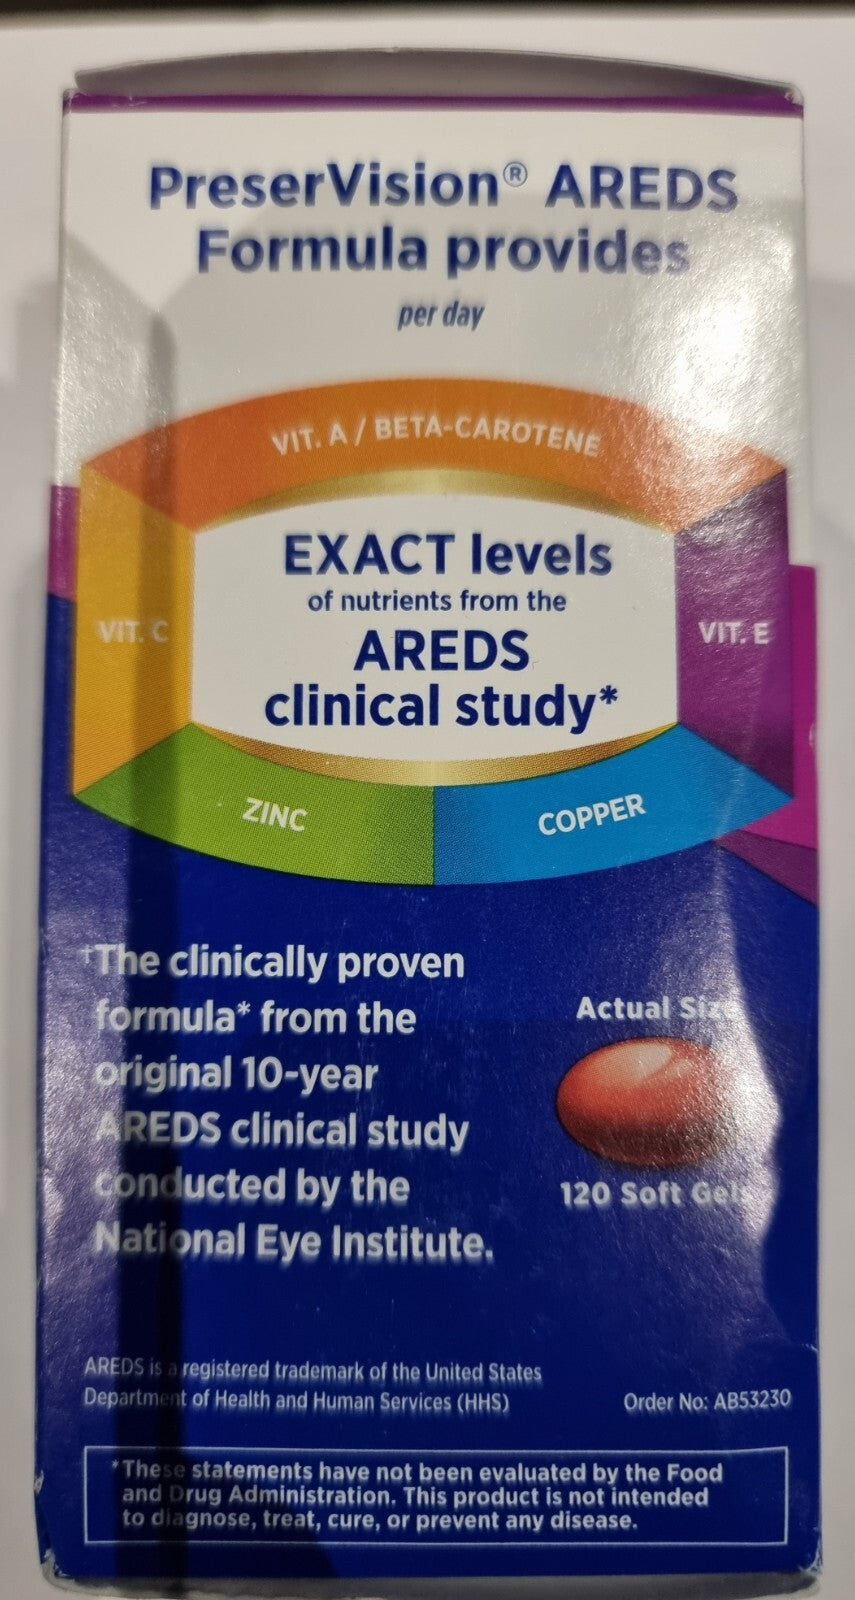 PreserVision® AREDS
Formula provides
per day
VIT. A / BETA-CAROTENE
EXACT levels
of nutrients from the
AREDS
clinical study*
VIT. C
VIT. E
ZINC
COPPER
†The clinically proven
formula* from the
original 10-year
AREDS clinical study
conducted by the
National Eye Institute.
Actual Size
120 Soft Gels
AREDS is a registered trademark of the United States
Department of Health and Human Services (HHS)
Order No: AB53230
*These statements have not been evaluated by the Food
and Drug Administration. This product is not intended
to diagnose, treat, cure, or prevent any disease.